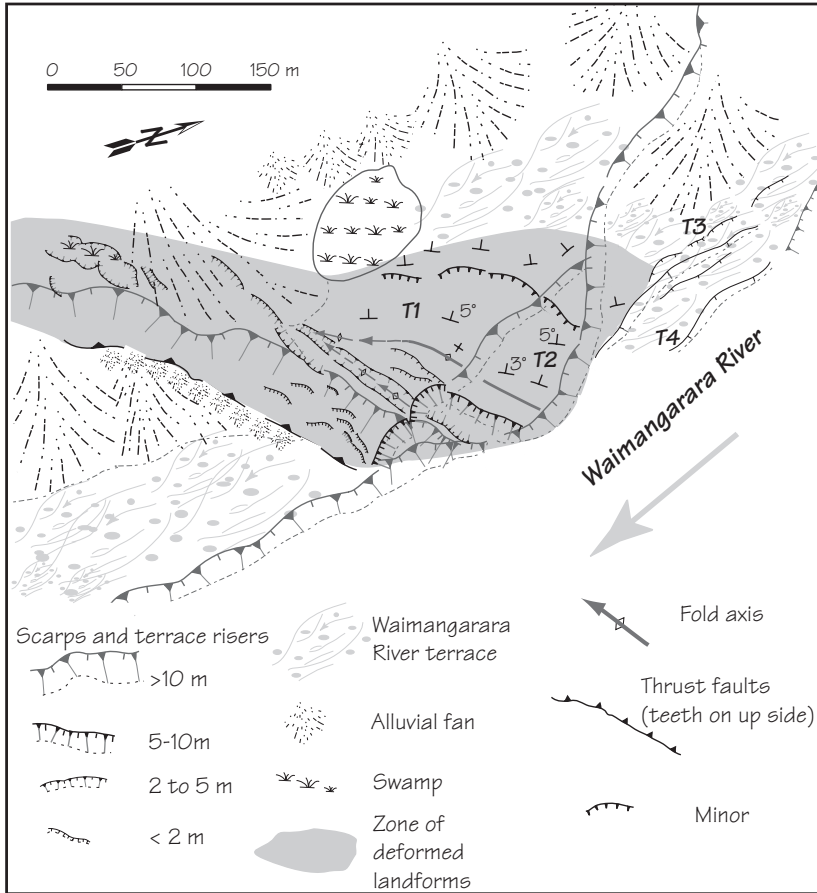 0 50 100 150 m
N
T3
T1
5°
5°
T2
3°
T4
Waimangarara River
Scarps and terrace risers
>10 m
5-10m
2 to 5 m
< 2 m
Waimangarara
River terrace
Alluvial fan
Swamp
Zone of
deformed
landforms
Fold axis
Thrust faults
(teeth on up side)
Minor